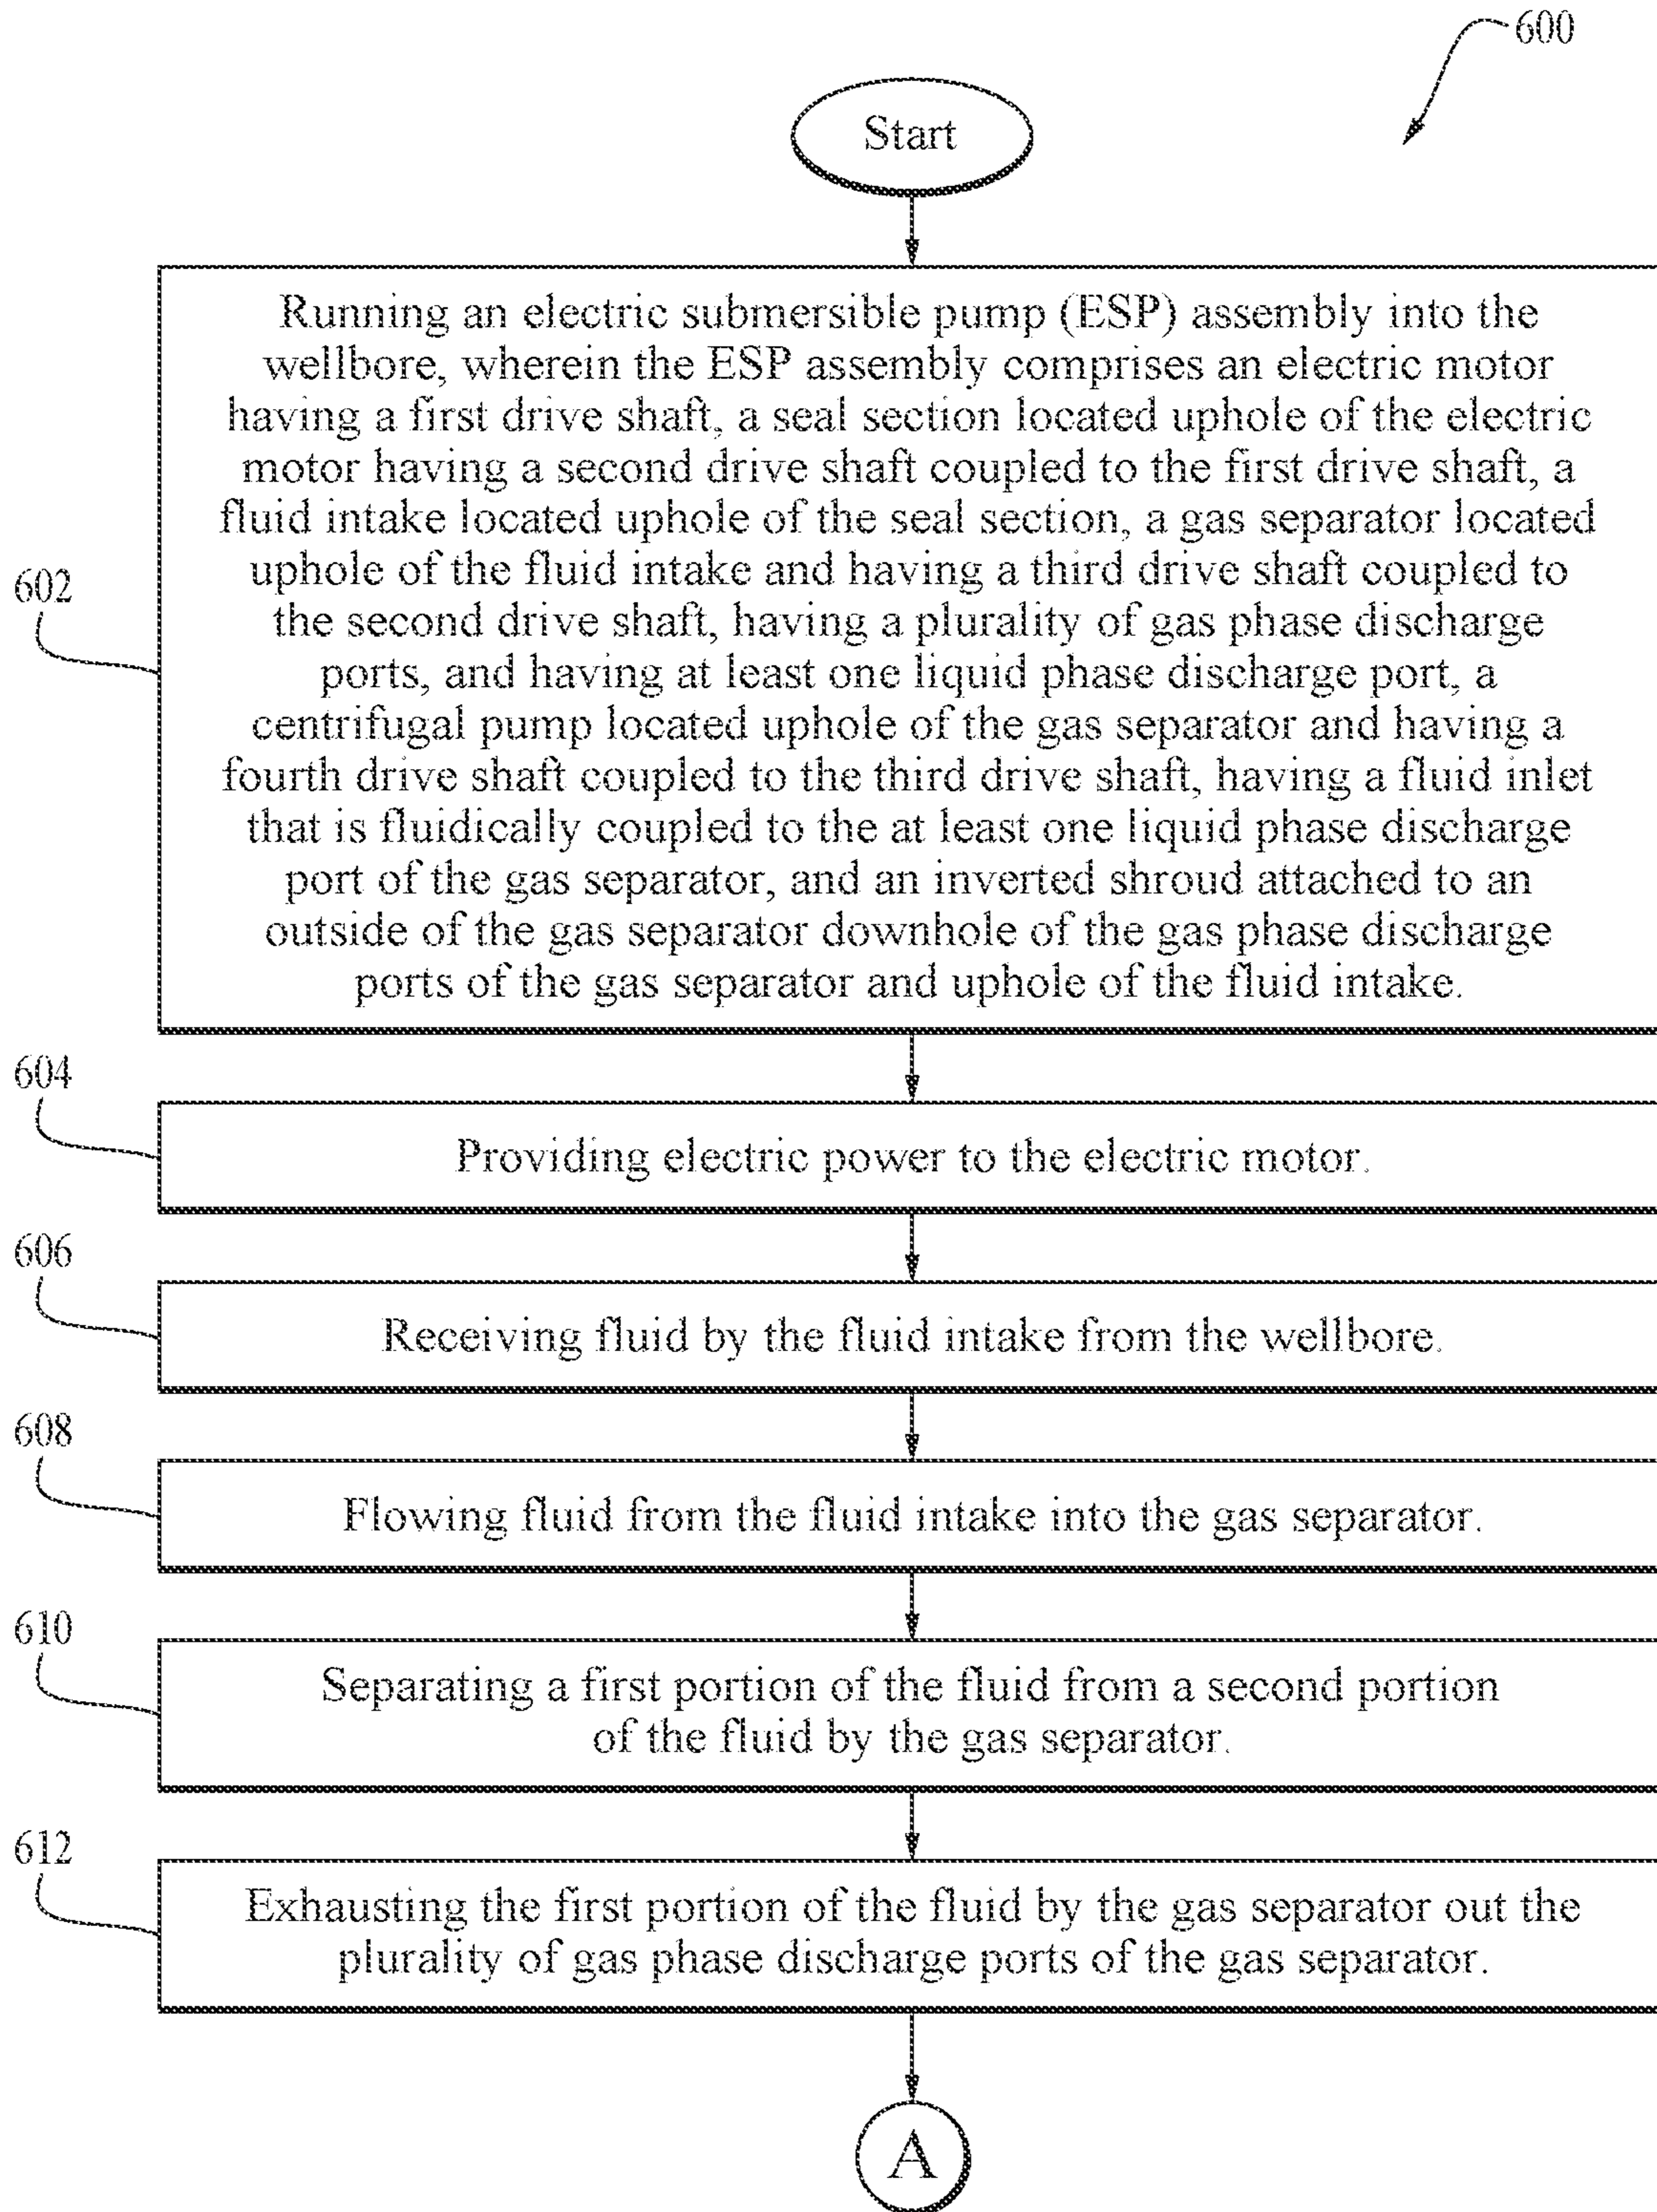 600
Start
602
Running an electric submersible pump (ESP) assembly into the
wellbore, wherein the ESP assembly comprises an electric motor
having a first drive shaft, a seal section located uphole of the electric
motor having a second drive shaft coupled to the first drive shaft, a
fluid intake located uphole of the seal section, a gas separator located
uphole of the fluid intake and having a third drive shaft coupled to
the second drive shaft, having a plurality of gas phase discharge
ports, and having at least one liquid phase discharge port, a
centrifugal pump located uphole of the gas separator and having a
fourth drive shaft coupled to the third drive shaft, having a fluid inlet
that is fluidically coupled to the at least one liquid phase discharge
port of the gas separator, and an inverted shroud attached to an
outside of the gas separator downhole of the gas phase discharge
ports of the gas separator and uphole of the fluid intake.
604
Providing electric power to the electric motor.
606
Receiving fluid by the fluid intake from the wellbore.
608
Flowing fluid from the fluid intake into the gas separator.
610
Separating a first portion of the fluid from a second portion
of the fluid by the gas separator.
612
Exhausting the first portion of the fluid by the gas separator out the
plurality of gas phase discharge ports of the gas separator.
A